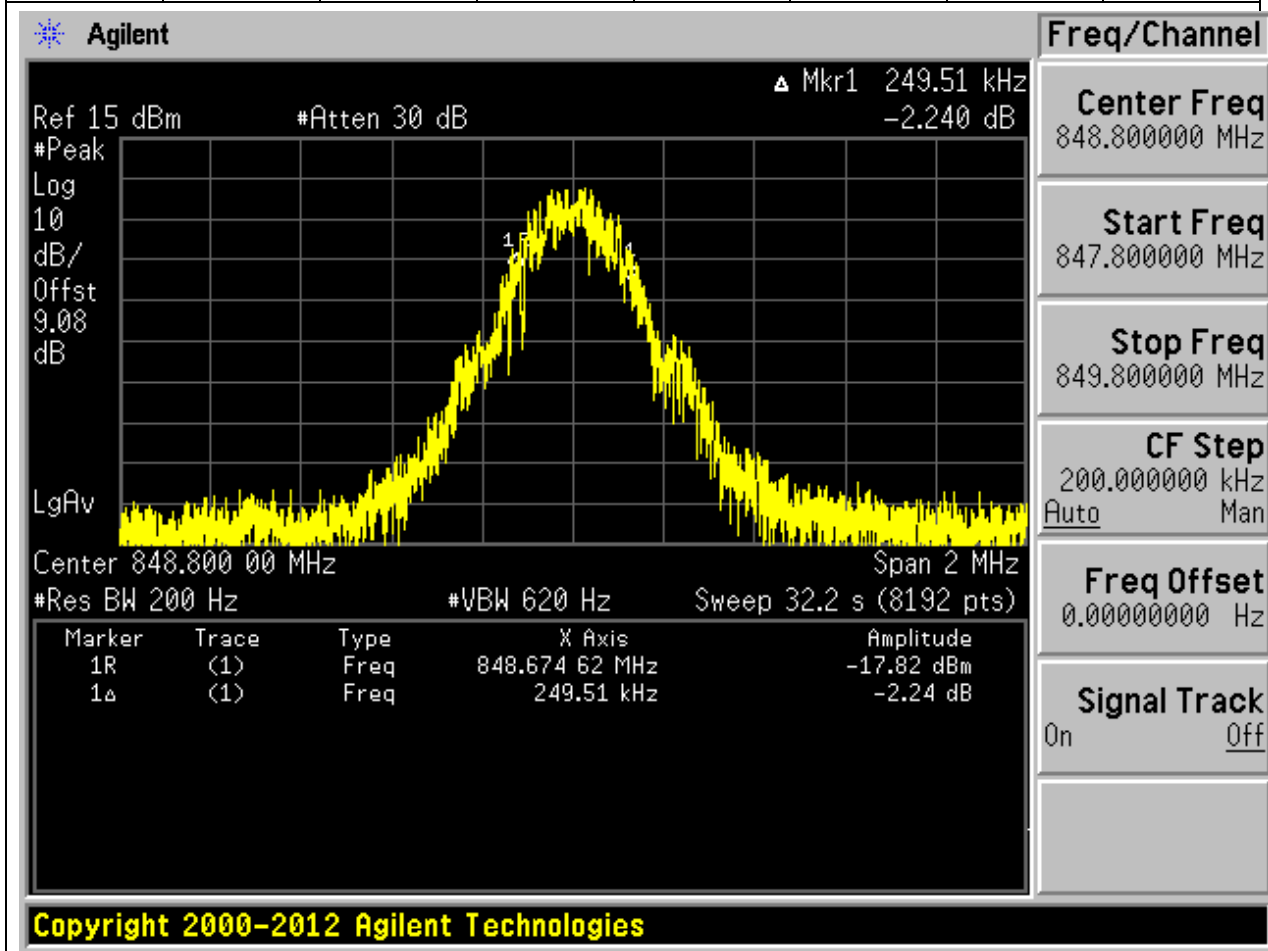 Agilent
Freq/Channel
▵ Mkr1 249.51 kHz
Ref 15 dBm #Atten 30 dB -2.240 dB
#Peak
Log
10
dB/
Offst
9.08
dB
LgAv
1R
1
Center 848.800 00 MHz Span 2 MHz
#Res BW 200 Hz #VBW 620 Hz Sweep 32.2 s (8192 pts)
Marker Trace Type X Axis Amplitude
1R (1) Freq 848.674 62 MHz -17.82 dBm
1▵ (1) Freq 249.51 kHz -2.24 dB
Center Freq
848.800000 MHz
Start Freq
847.800000 MHz
Stop Freq
849.800000 MHz
CF Step
200.000000 kHz
Auto Man
Freq Offset
0.00000000 Hz
Signal Track
On Off
Copyright 2000-2012 Agilent Technologies